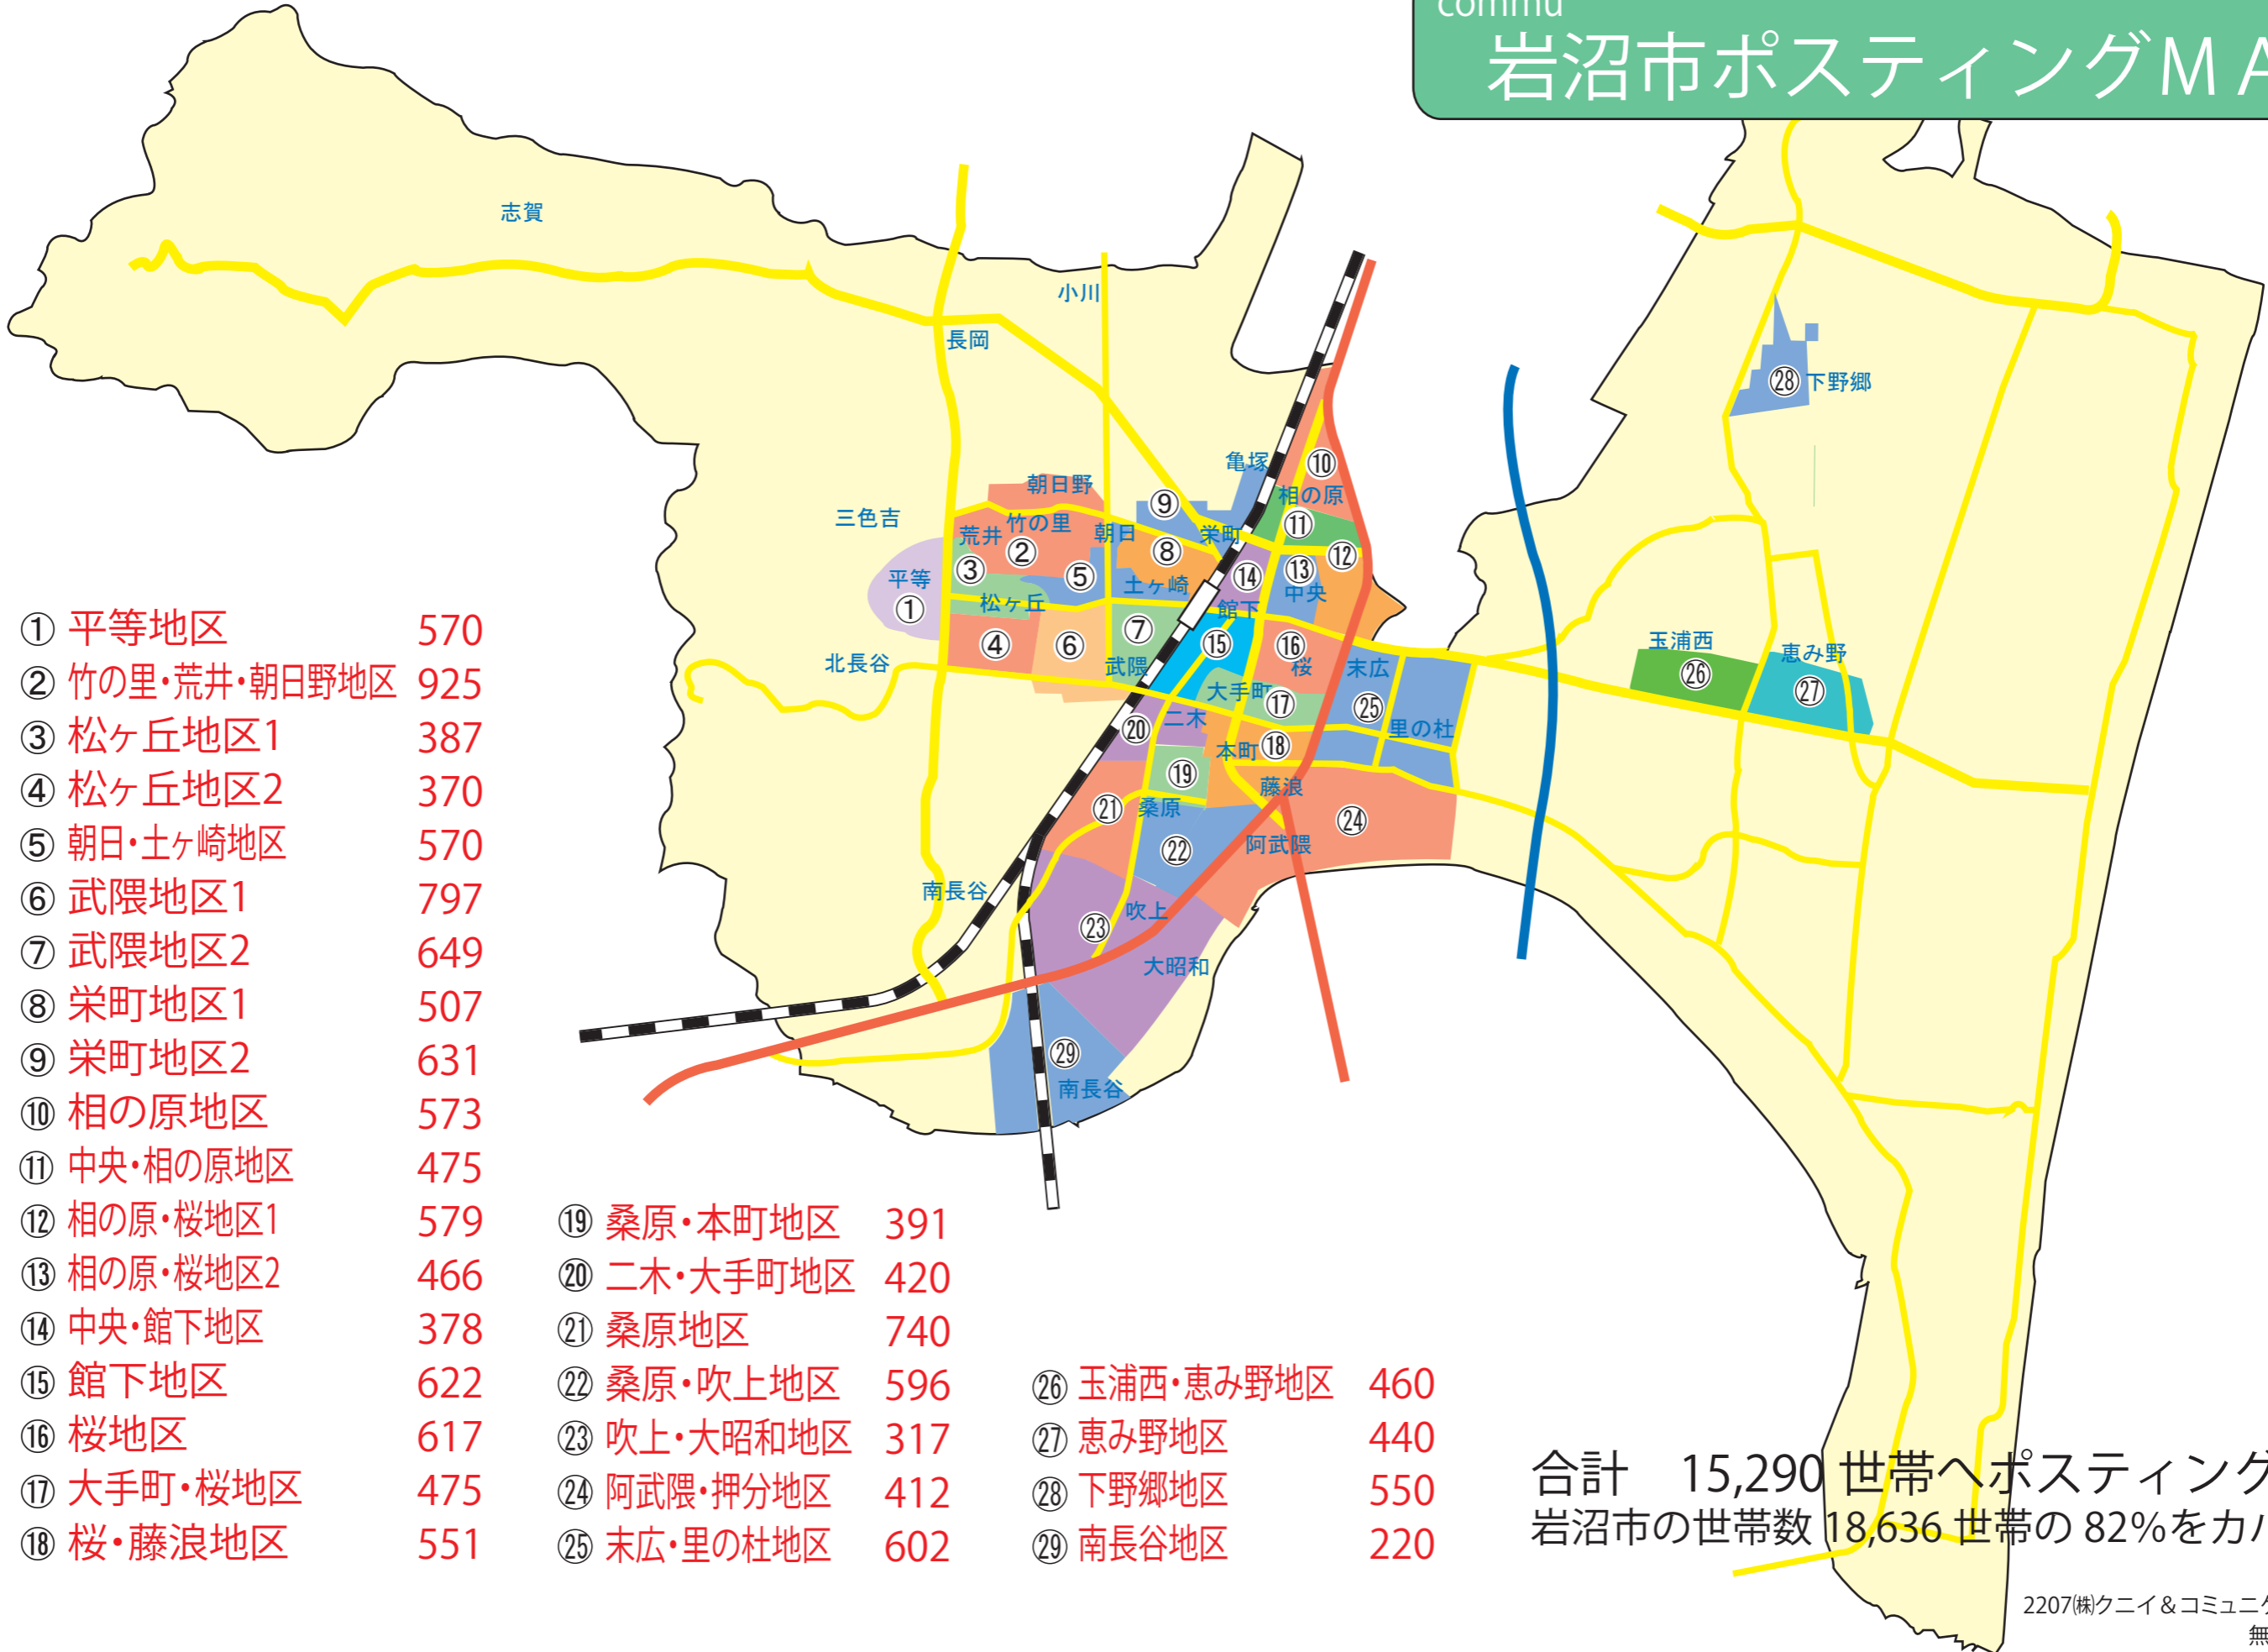 commu
岩沼市ポスティングMA
志賀
小川
長岡
㉘ 下野郷
亀塚
⑩
朝日野
相の原
⑨
三色吉
荒井
竹の里
朝日
栄町
⑪
②
⑧
⑫
③
⑤
⑭
⑬
平等
土ヶ崎
中央
①
松ヶ丘
館下
④
⑥
⑦
⑮
⑯
玉浦西
恵み野
北長谷
武隈
桜
末広
㉖
㉗
大手町
⑰
㉕
二木
⑳
里の杜
本町
⑱
⑲
藤浪
㉑
桑原
㉔
㉒
阿武隈
南長谷
吹上
㉓
大昭和
㉙
南長谷
① 平等地区 570
② 竹の里・荒井・朝日野地区 925
③ 松ヶ丘地区1 387
④ 松ヶ丘地区2 370
⑤ 朝日・土ヶ崎地区 570
⑥ 武隈地区1 797
⑦ 武隈地区2 649
⑧ 栄町地区1 507
⑨ 栄町地区2 631
⑩ 相の原地区 573
⑪ 中央・相の原地区 475
⑫ 相の原・桜地区1 579
⑬ 相の原・桜地区2 466
⑭ 中央・館下地区 378
⑮ 館下地区 622
⑯ 桜地区 617
⑰ 大手町・桜地区 475
⑱ 桜・藤浪地区 551
⑲ 桑原・本町地区 391
⑳ 二木・大手町地区 420
㉑ 桑原地区 740
㉒ 桑原・吹上地区 596
㉓ 吹上・大昭和地区 317
㉔ 阿武隈・押分地区 412
㉕ 末広・里の杜地区 602
㉖ 玉浦西・恵み野地区 460
㉗ 恵み野地区 440
㉘ 下野郷地区 550
㉙ 南長谷地区 220
合計 15,290 世帯へポスティング
岩沼市の世帯数 18,636 世帯の 82%をカバ
2207㈱クニイ＆コミュニケ
無